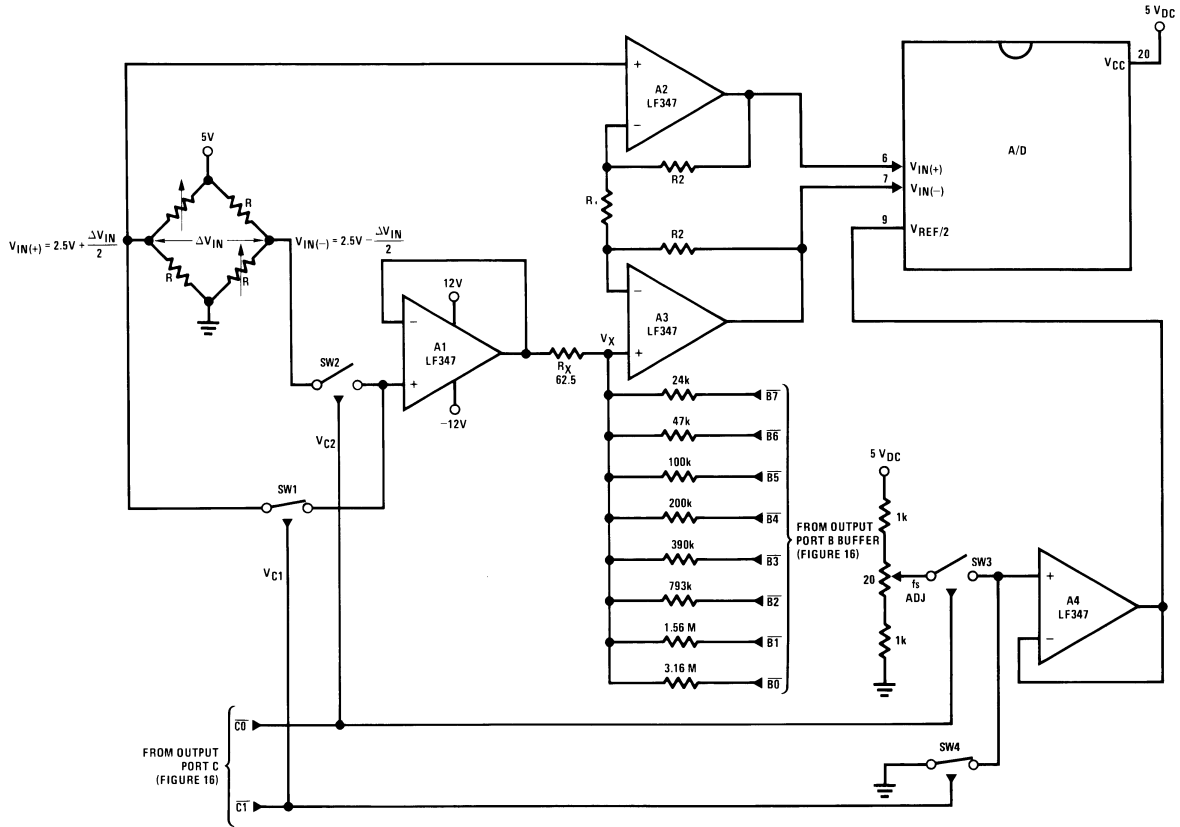 5 VDC
20
VCC
+
A2
LF347
−
A/D
5V
R2
6
VIN(+)
7
VIN(−)
R
R
9
VREF/2
VIN(+) = 2.5V + ΔVIN/2
ΔVIN
VIN(−) = 2.5V − ΔVIN/2
R2
R
R
12V
−
A3
LF347
+
−
A1
LF347
+
VX
SW2
RX
62.5
−12V
24k
B7
47k
B6
VC2
100k
B5
5 VDC
SW1
200k
B4
FROM OUTPUT
PORT B BUFFER
(FIGURE 16)
1k
390k
B3
SW3
VC1
20
fs
ADJ
+
A4
LF347
−
793k
B2
1.56 M
B1
1k
3.16 M
B0
C0
FROM OUTPUT
PORT C
(FIGURE 16)
SW4
C1